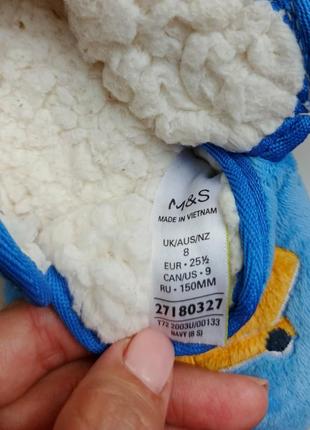 M&S
MADE IN VIETNAM
UK/AUS/NZ
8
EUR • 25½
CAN/US • 9
RU • 150MM
27180327
T72 2003U/00133
NAVY (8 S)